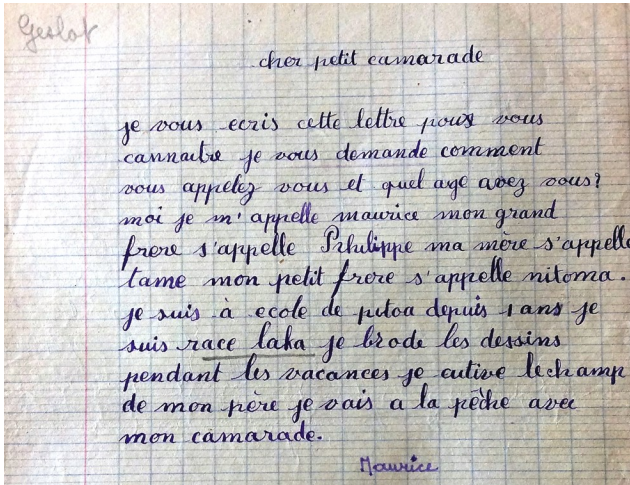 Geslot
cher petit camarade
je vous ecris cette lettre pour vous
cannaitre je vous demande comment
vous appelez vous et quel age avez vous?
moi je m'appelle maurice mon grand
frere s'appelle Prhilippe ma mère s'appelle
tame mon petit frere s'appelle nitoma.
je suis à ecole de pitoa depuis 1 ans je
suis race laka je brode les dessins
pendant les vacances je cutive le champ
de mon père je vais a la pêche avec
mon camarade.
Maurice